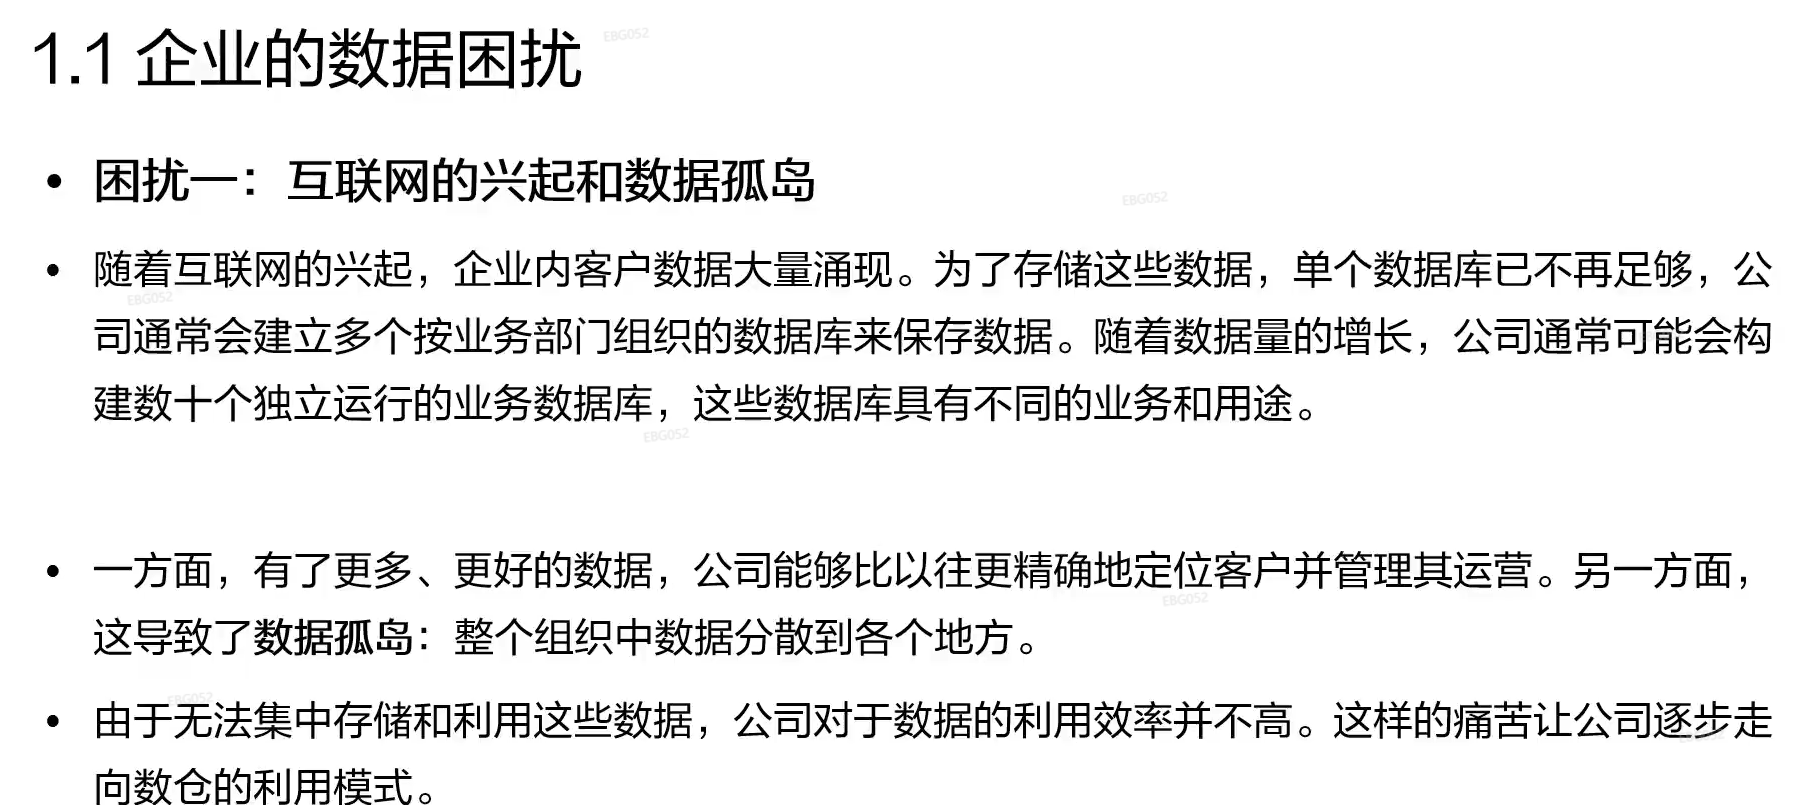 1.1 企业的数据困扰
EBG052
• 困扰一：互联网的兴起和数据孤岛
EBG052
• 随着互联网的兴起，企业内客户数据大量涌现。为了存储这些数据，单个数据库已不再足够，公
EBG052
司通常会建立多个按业务部门组织的数据库来保存数据。随着数据量的增长，公司通常可能会构
建数十个独立运行的业务数据库，这些数据库具有不同的业务和用途。
EBG052
• 一方面，有了更多、更好的数据，公司能够比以往更精确地定位客户并管理其运营。另一方面，
EBG052
这导致了数据孤岛：整个组织中数据分散到各个地方。
EBG052
• 由于无法集中存储和利用这些数据，公司对于数据的利用效率并不高。这样的痛苦让公司逐步走
向数仓的利用模式。